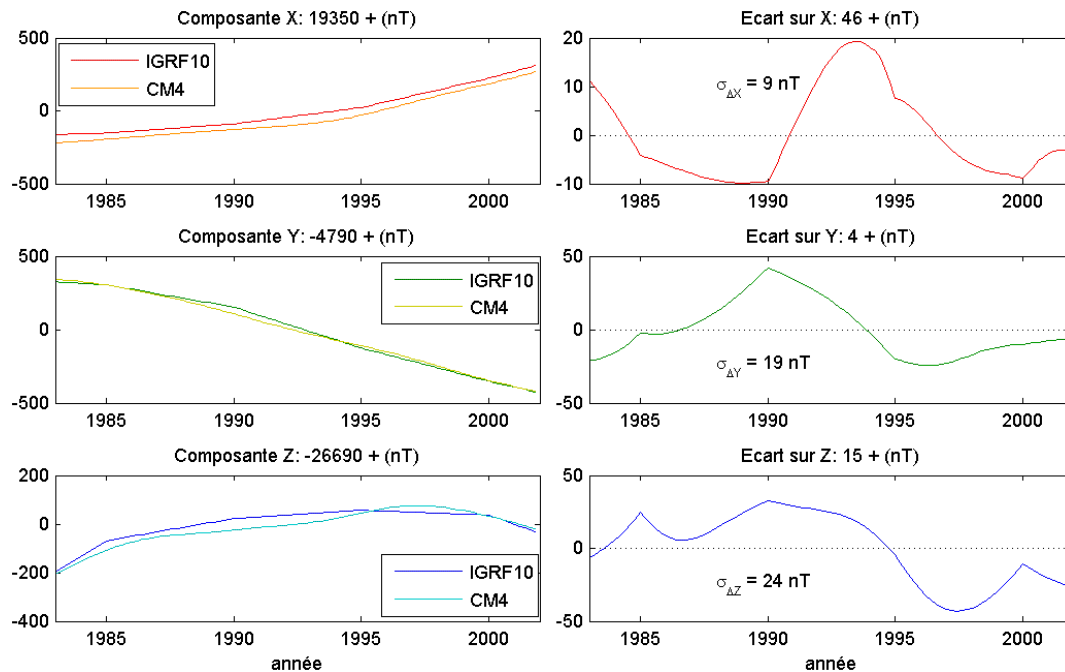 Composante X: 19350 + (nT)
500
0
-500
IGRF10
CM4
1985
1990
1995
2000
Ecart sur X: 46 + (nT)
20
10
0
-10
σΔX = 9 nT
1985
1990
1995
2000
Composante Y: -4790 + (nT)
500
0
-500
IGRF10
CM4
1985
1990
1995
2000
Ecart sur Y: 4 + (nT)
50
0
-50
σΔY = 19 nT
1985
1990
1995
2000
Composante Z: -26690 + (nT)
200
0
-200
-400
IGRF10
CM4
1985
1990
1995
2000
année
Ecart sur Z: 15 + (nT)
50
0
-50
σΔZ = 24 nT
1985
1990
1995
2000
année